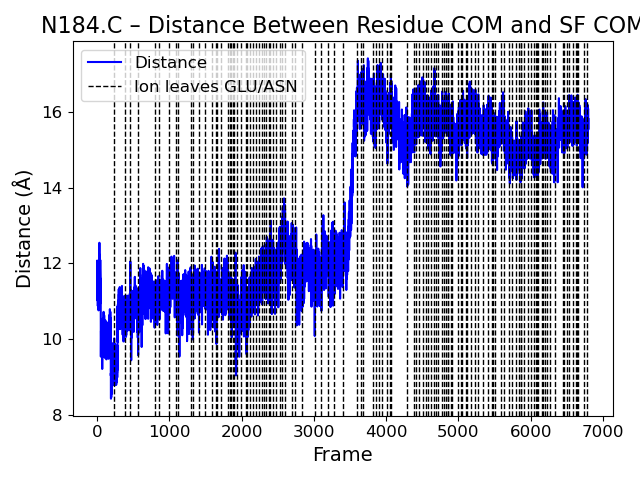 N184.C – Distance Between Residue COM and SF COM
Distance
Ion leaves GLU/ASN
Distance (Å)
16
14
12
10
8
0 1000 2000 3000 4000 5000 6000 7000
Frame